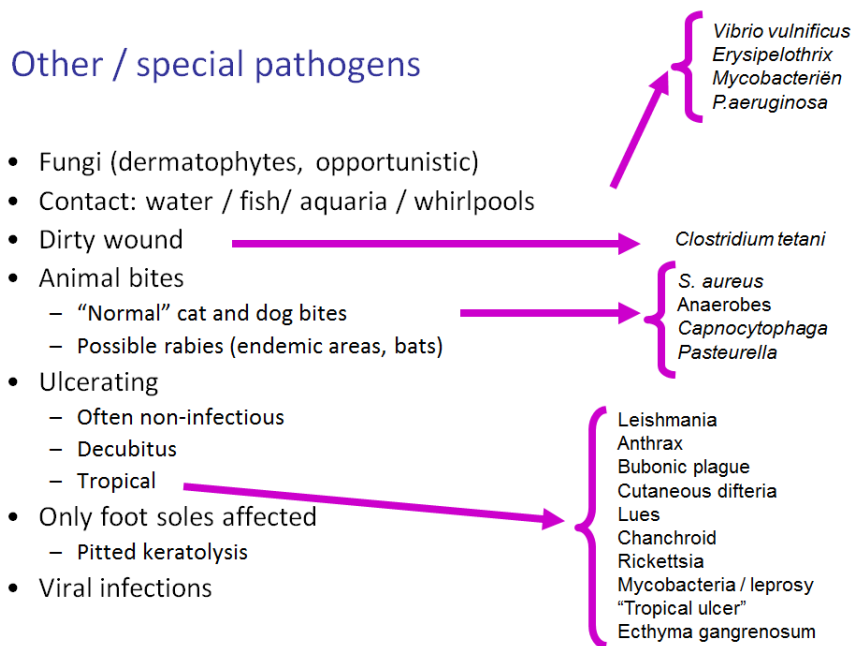 Other / special pathogens
Vibrio vulnificus
Erysipelothrix
Mycobacteriën
P.aeruginosa
• Fungi (dermatophytes, opportunistic)
• Contact: water / fish/ aquaria / whirlpools
• Dirty wound
Clostridium tetani
• Animal bites
– “Normal” cat and dog bites
– Possible rabies (endemic areas, bats)
S. aureus
Anaerobes
Capnocytophaga
Pasteurella
• Ulcerating
– Often non-infectious
– Decubitus
– Tropical
Leishmania
Anthrax
Bubonic plague
Cutaneous difteria
Lues
Chanchroid
Rickettsia
Mycobacteria / leprosy
“Tropical ulcer”
Ecthyma gangrenosum
• Only foot soles affected
– Pitted keratolysis
• Viral infections